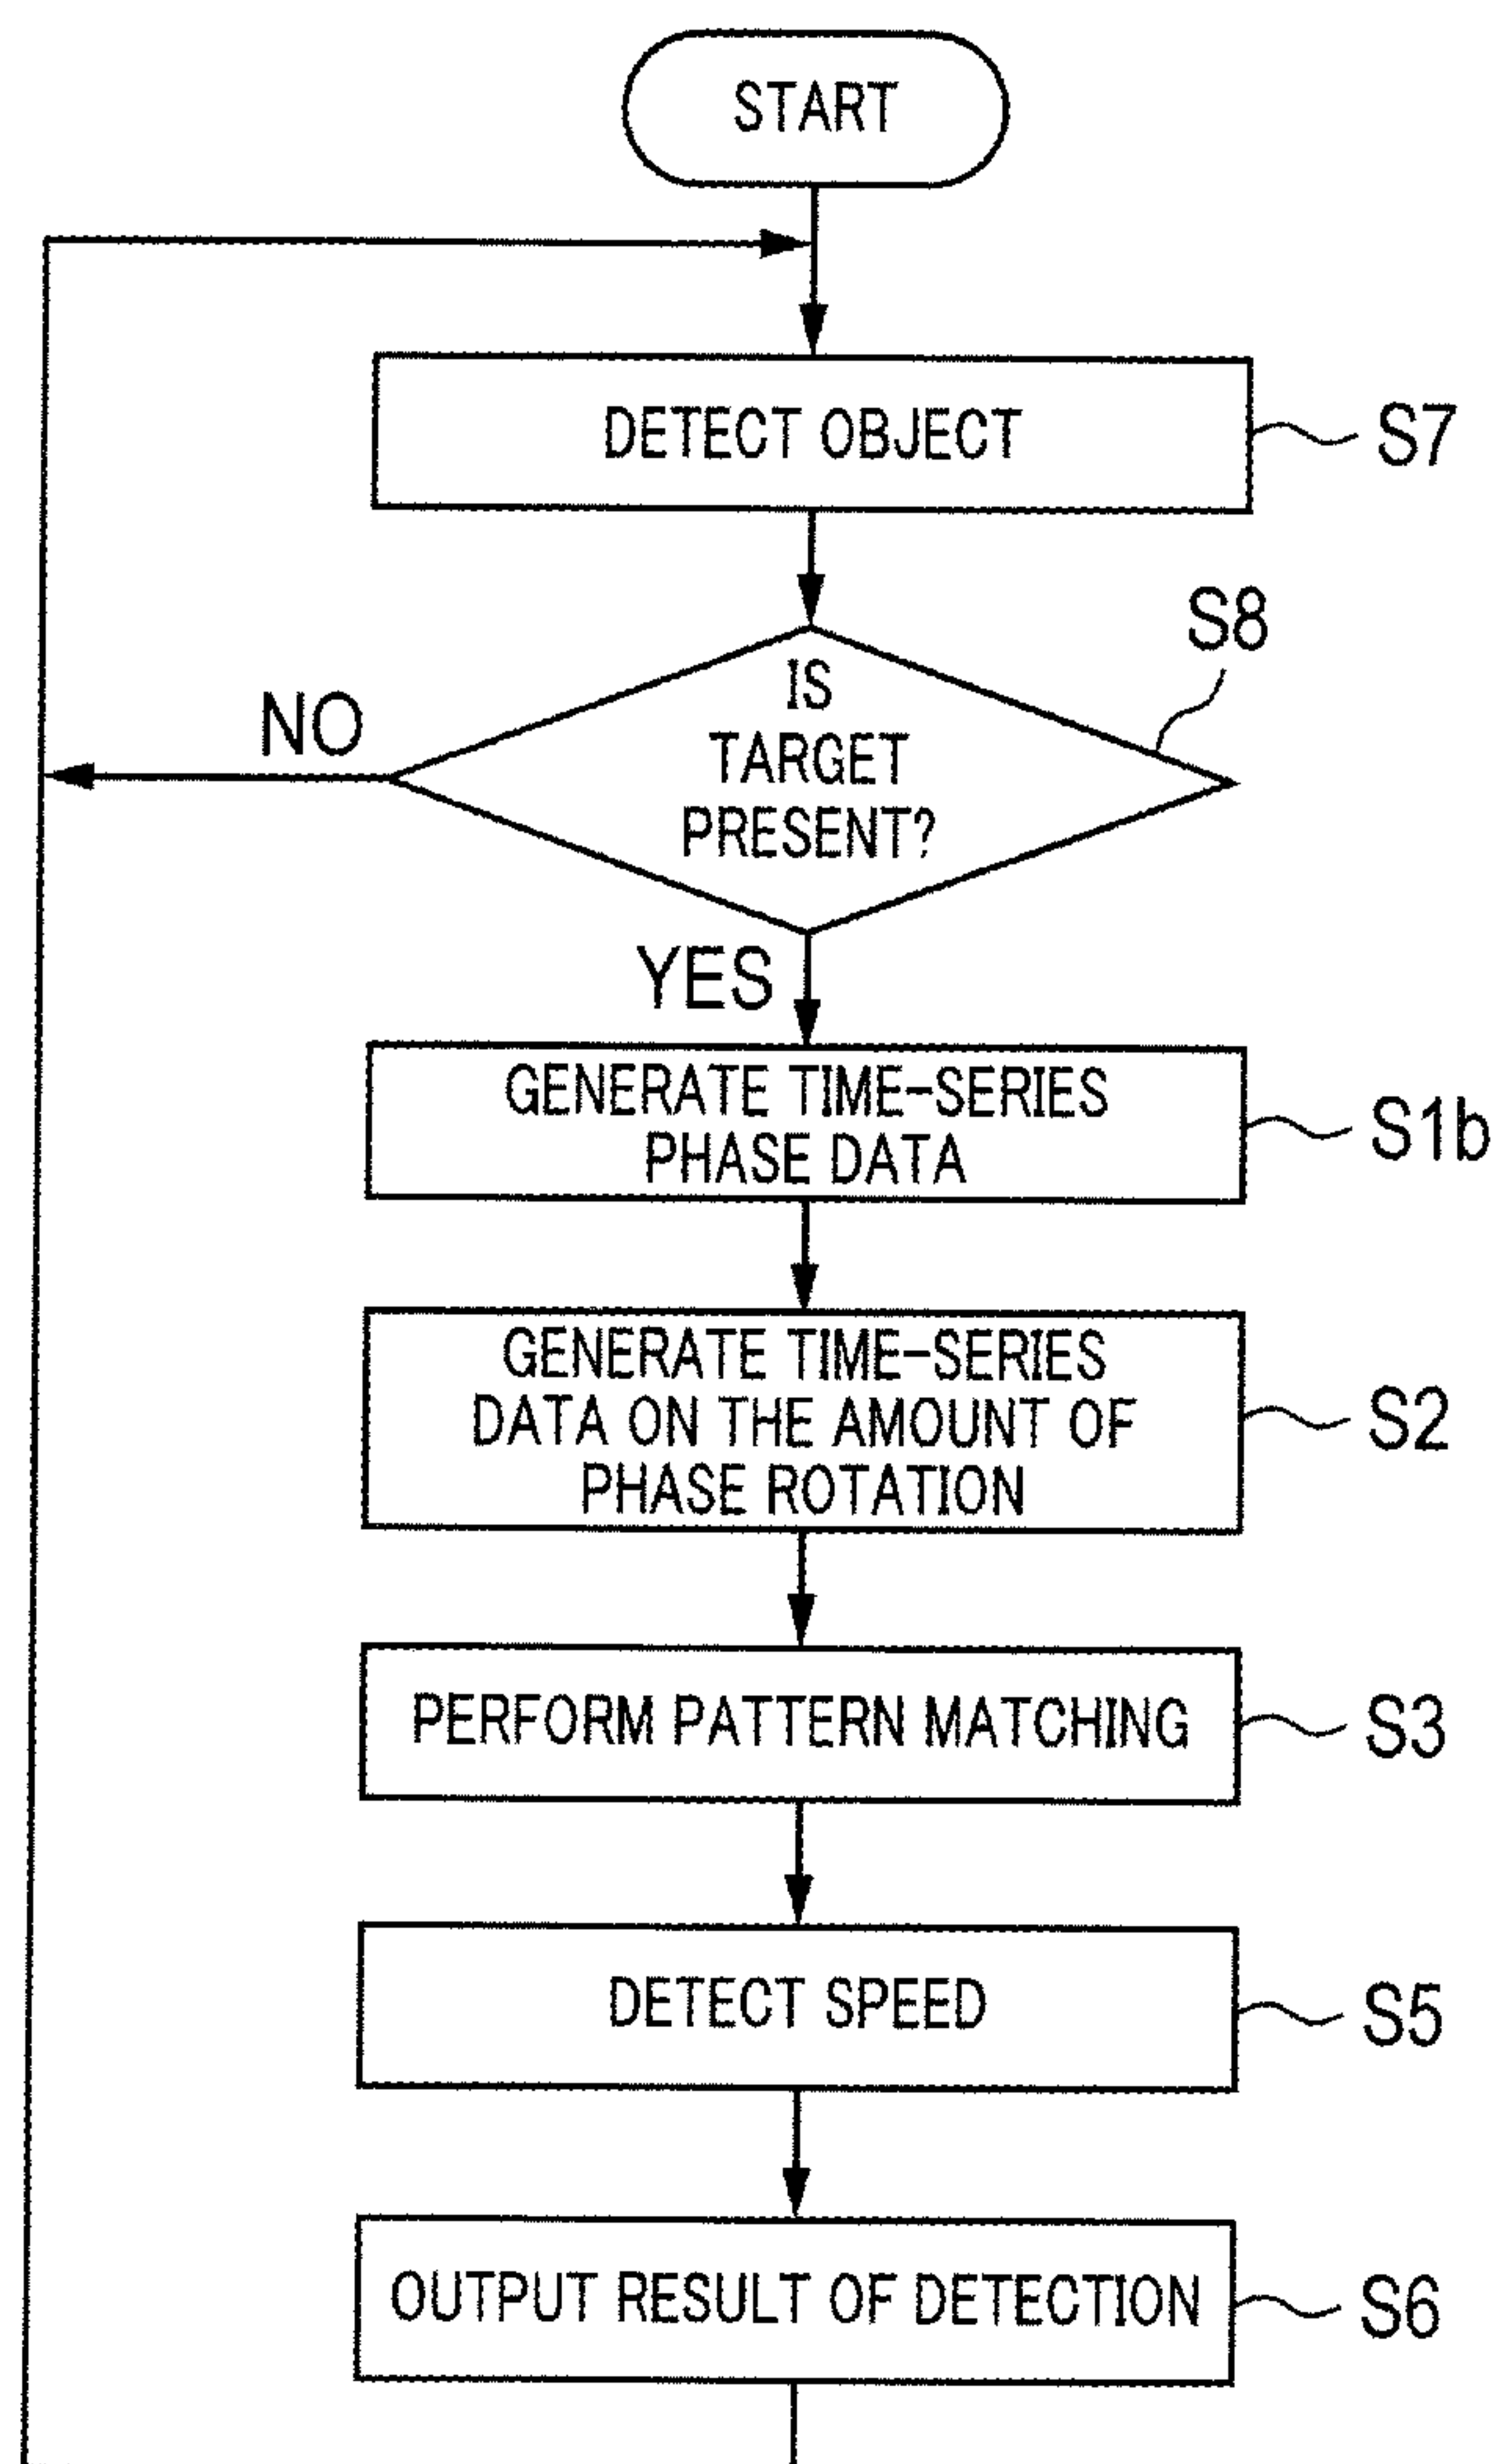 START
DETECT OBJECT
S7
S8
IS
TARGET
PRESENT?
NO
YES
GENERATE TIME-SERIES
PHASE DATA
S1b
GENERATE TIME-SERIES
DATA ON THE AMOUNT OF
PHASE ROTATION
S2
PERFORM PATTERN MATCHING
S3
DETECT SPEED
S5
OUTPUT RESULT OF DETECTION
S6